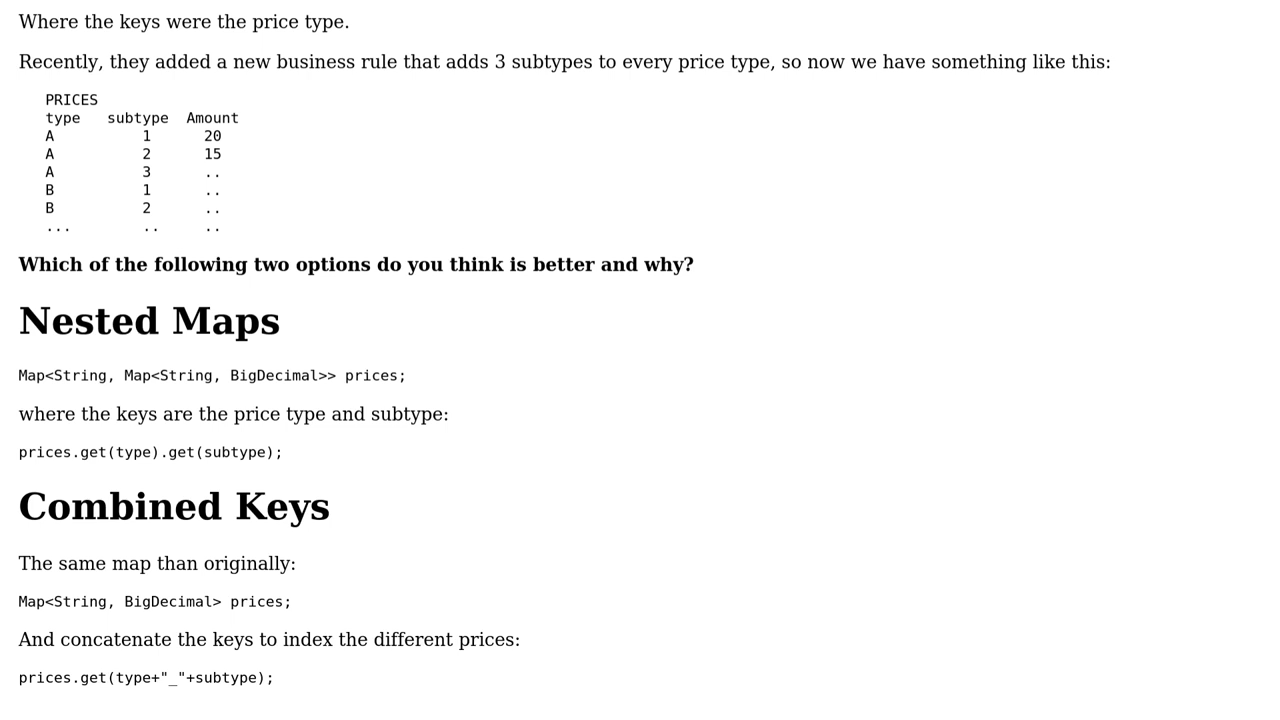 Where the keys were the price type.
Recently, they added a new business rule that adds 3 subtypes to every price type, so now we have something like this:
PRICES
type   subtype  Amount
A          1      20
A          2      15
A          3      ..
B          1      ..
B          2      ..
...        ..     ..
Which of the following two options do you think is better and why?
Nested Maps
Map<String, Map<String, BigDecimal>> prices;
where the keys are the price type and subtype:
prices.get(type).get(subtype);
Combined Keys
The same map than originally:
Map<String, BigDecimal> prices;
And concatenate the keys to index the different prices:
prices.get(type+"_"+subtype);